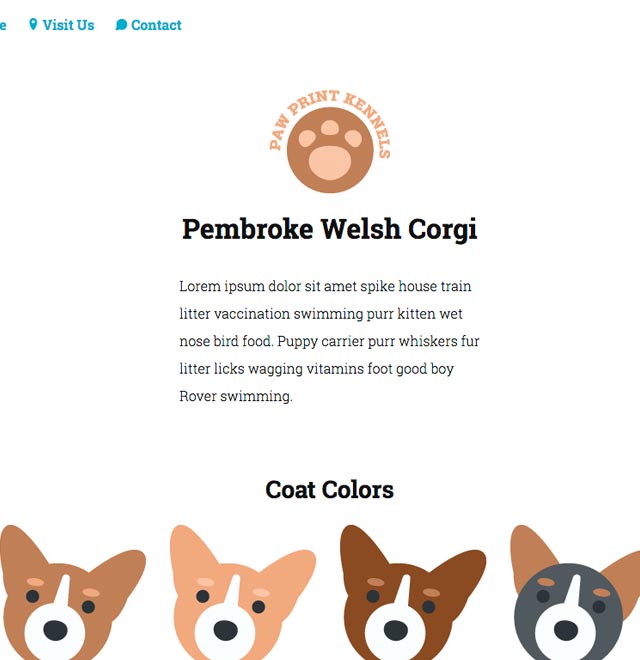 e
Visit Us
Contact
PAW PRINT KENNELS
Pembroke Welsh Corgi
Lorem ipsum dolor sit amet spike house train
litter vaccination swimming purr kitten wet
nose bird food. Puppy carrier purr whiskers fur
litter licks wagging vitamins foot good boy
Rover swimming.
Coat Colors